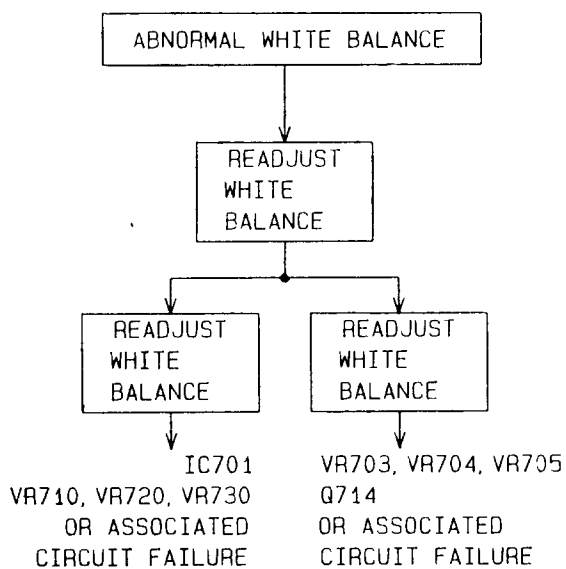 ABNORMAL WHITE BALANCE
READJUST
WHITE
BALANCE
READJUST
WHITE
BALANCE
READJUST
WHITE
BALANCE
IC701
VR710, VR720, VR730
OR ASSOCIATED
CIRCUIT FAILURE
VR703, VR704, VR705
Q714
OR ASSOCIATED
CIRCUIT FAILURE